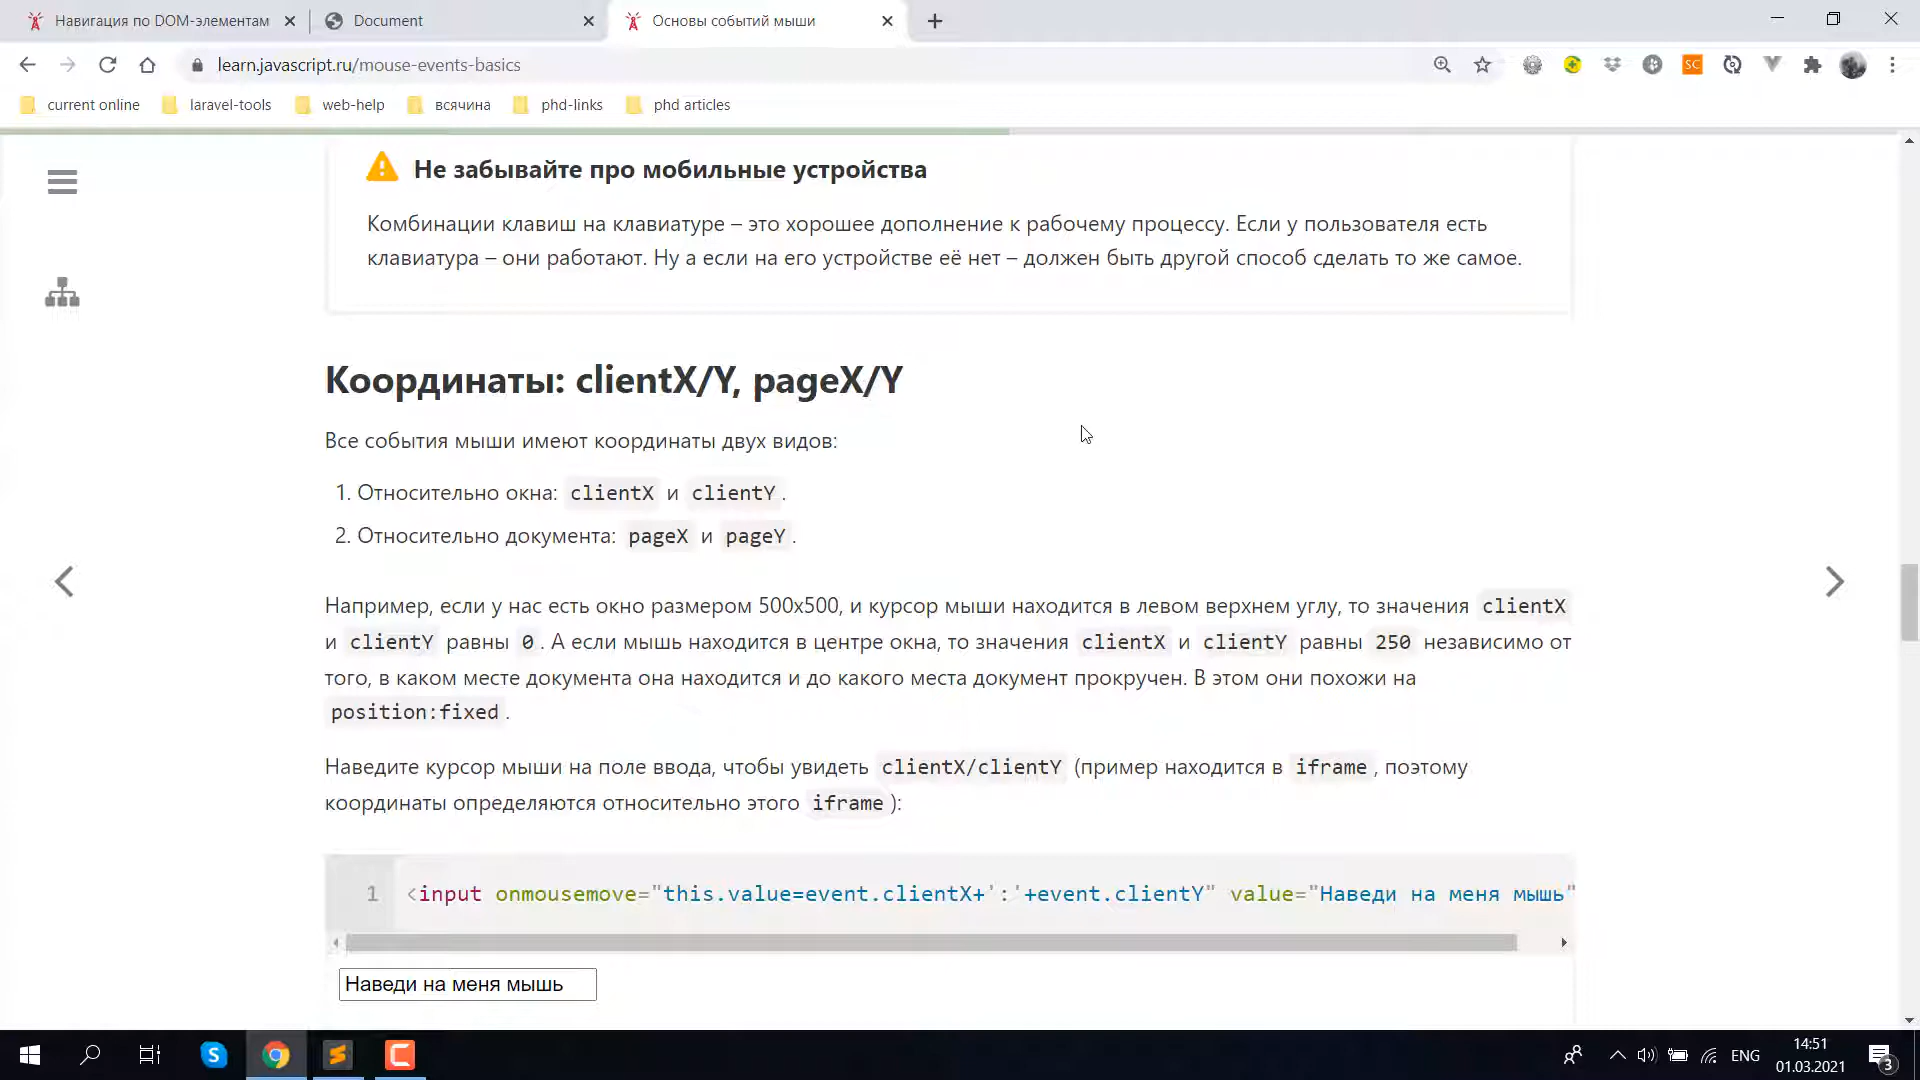 Навигация по DOM-элементам
Document
Основы событий мыши
learn.javascript.ru/mouse-events-basics
SC
current online
laravel-tools
web-help
всячина
phd-links
phd articles
Не забывайте про мобильные устройства
Комбинации клавиш на клавиатуре – это хорошее дополнение к рабочему процессу. Если у пользователя есть
клавиатура – они работают. Ну а если на его устройстве её нет – должен быть другой способ сделать то же самое.
Координаты: clientX/Y, pageX/Y
Все события мыши имеют координаты двух видов:
1. Относительно окна: clientX и clientY.
2. Относительно документа: pageX и pageY.
Например, если у нас есть окно размером 500x500, и курсор мыши находится в левом верхнем углу, то значения clientX
и clientY равны 0. А если мышь находится в центре окна, то значения clientX и clientY равны 250 независимо от
того, в каком месте документа она находится и до какого места документ прокручен. В этом они похожи на
position:fixed.
Наведите курсор мыши на поле ввода, чтобы увидеть clientX/clientY (пример находится в iframe, поэтому
координаты определяются относительно этого iframe):
1 <input onmousemove="this.value=event.clientX+':'+event.clientY" value="Наведи на меня мышь"
Наведи на меня мышь
ENG
14:51
01.03.2021
3